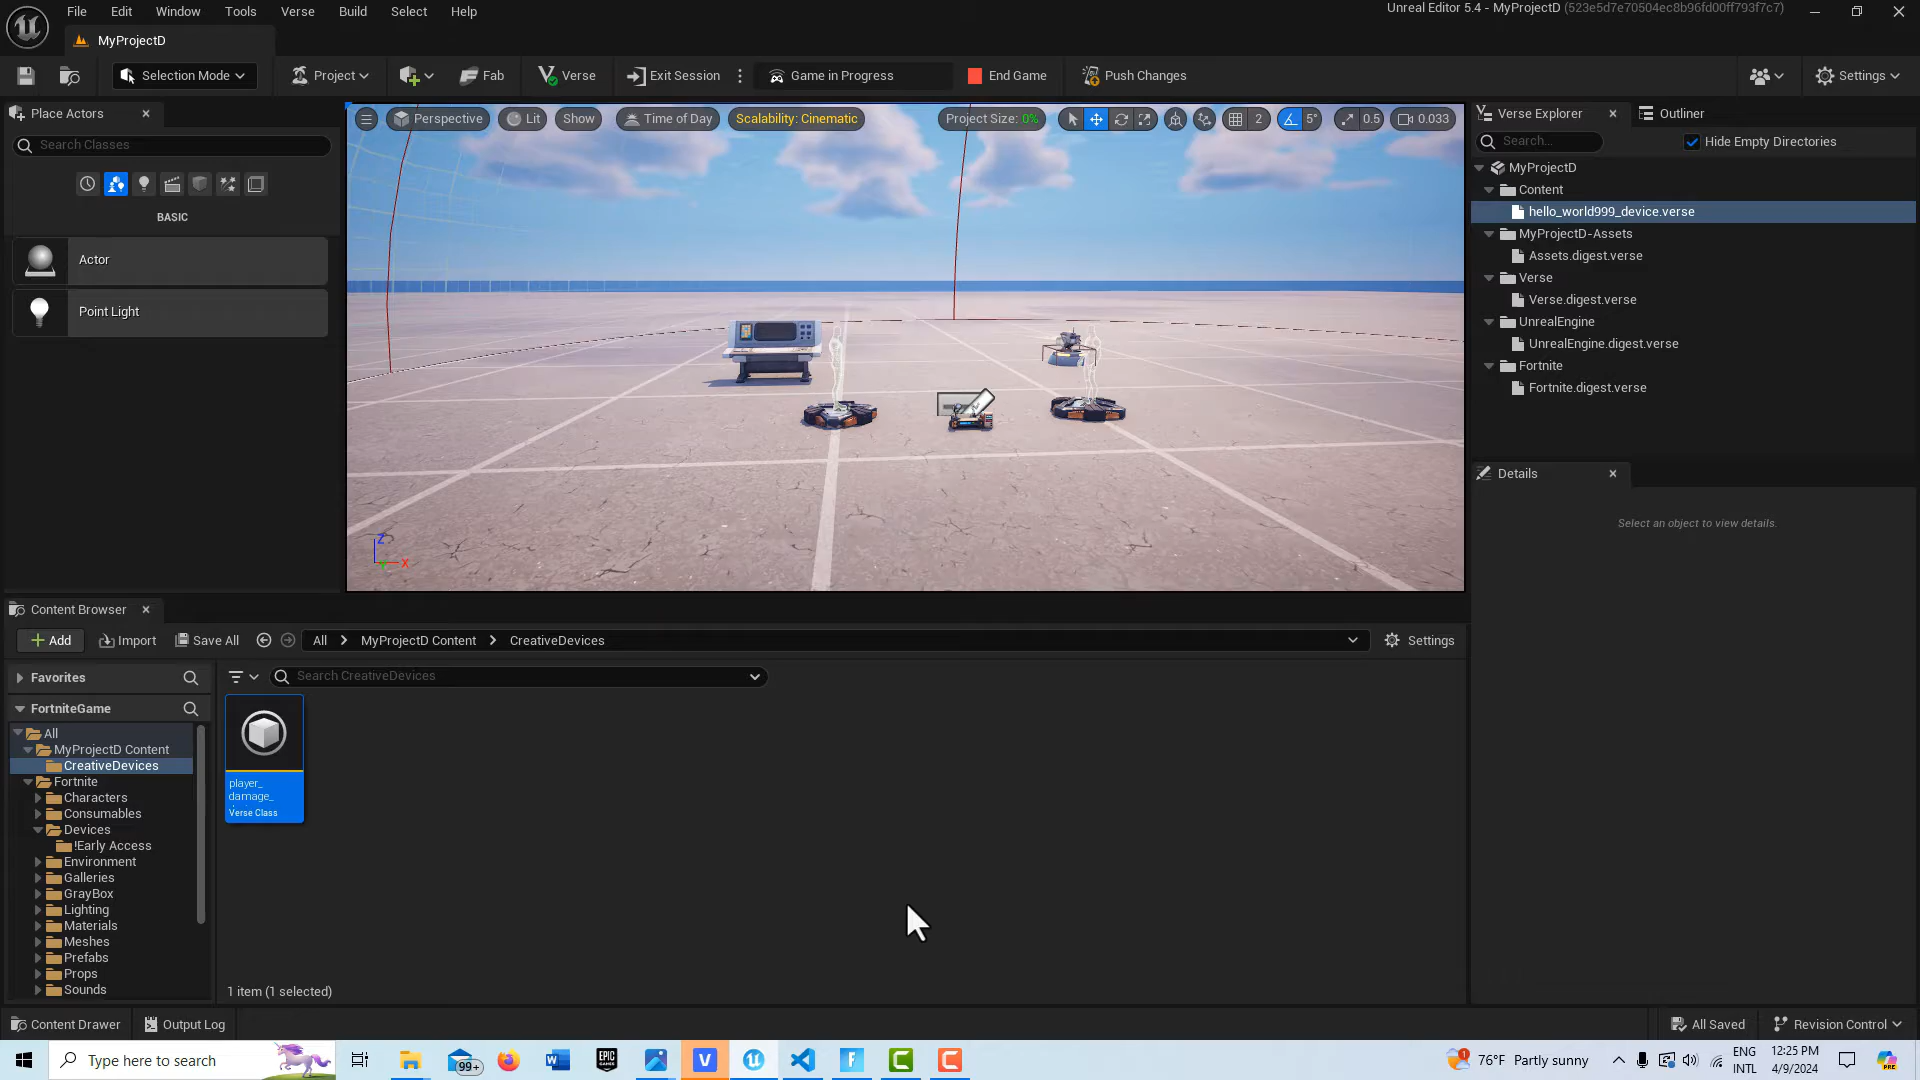 File Edit Window Tools Verse Build Select Help
Unreal Editor 5.4 - MyProjectD (523e5d7e70504ec8b96fd00ff793f7c7)
MyProjectD
Selection Mode
Project
Fab
Verse
Exit Session
Game in Progress
End Game
Push Changes
Settings
Place Actors
Search Classes
BASIC
Actor
Point Light
Perspective
Lit
Show
Time of Day
Scalability: Cinematic
Project Size: 0%
2
5°
0.5
0.033
Z
X
Verse Explorer
Outliner
Search...
Hide Empty Directories
MyProjectD
Content
hello_world999_device.verse
MyProjectD-Assets
Assets.digest.verse
Verse
Verse.digest.verse
UnrealEngine
UnrealEngine.digest.verse
Fortnite
Fortnite.digest.verse
Details
Select an object to view details.
Content Browser
Add
Import
Save All
All
MyProjectD Content
CreativeDevices
Settings
Favorites
FortniteGame
All
MyProjectD Content
CreativeDevices
Fortnite
Characters
Consumables
Devices
!Early Access
Environment
Galleries
GrayBox
Lighting
Materials
Meshes
Prefabs
Props
Sounds
Search CreativeDevices
player_
damage_
Verse Class
1 item (1 selected)
Content Drawer
Output Log
All Saved
Revision Control
Type here to search
99+
EPIC
GAMES
76°F Partly sunny
ENG
INTL
12:25 PM
4/9/2024